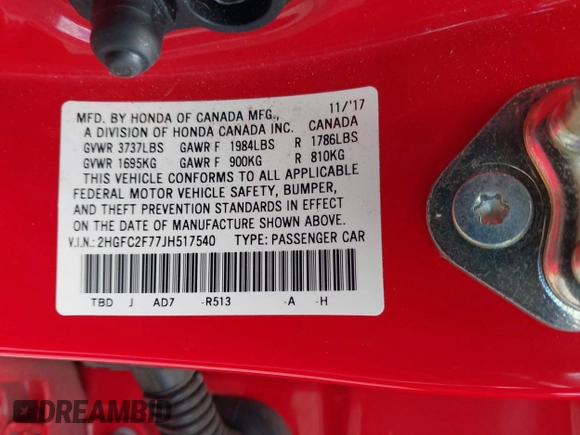 MFD. BY HONDA OF CANADA MFG., 11/'17
A DIVISION OF HONDA CANADA INC. CANADA
GVWR 3737LBS GAWR F 1984LBS R 1786LBS
GVWR 1695KG GAWR F 900KG R 810KG
THIS VEHICLE CONFORMS TO ALL APPLICABLE
FEDERAL MOTOR VEHICLE SAFETY, BUMPER,
AND THEFT PREVENTION STANDARDS IN EFFECT
ON THE DATE OF MANUFACTURE SHOWN ABOVE.
V.I.N.: 2HGFC2F77JH517540 TYPE: PASSENGER CAR
TBD J AD7 -R513 -A -H
DREAMBID